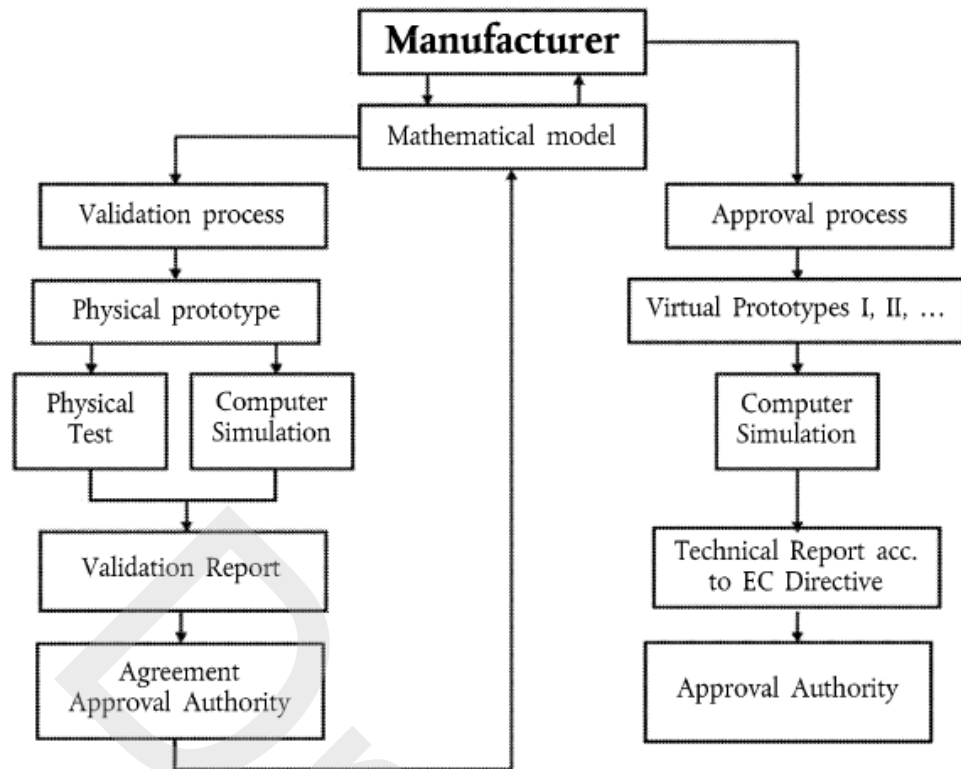 Manufacturer
Mathematical model
Validation process
Physical prototype
Physical
Test
Computer
Simulation
Validation Report
Agreement
Approval Authority
Approval process
Virtual Prototypes I, II, ...
Computer
Simulation
Technical Report acc.
to EC Directive
Approval Authority